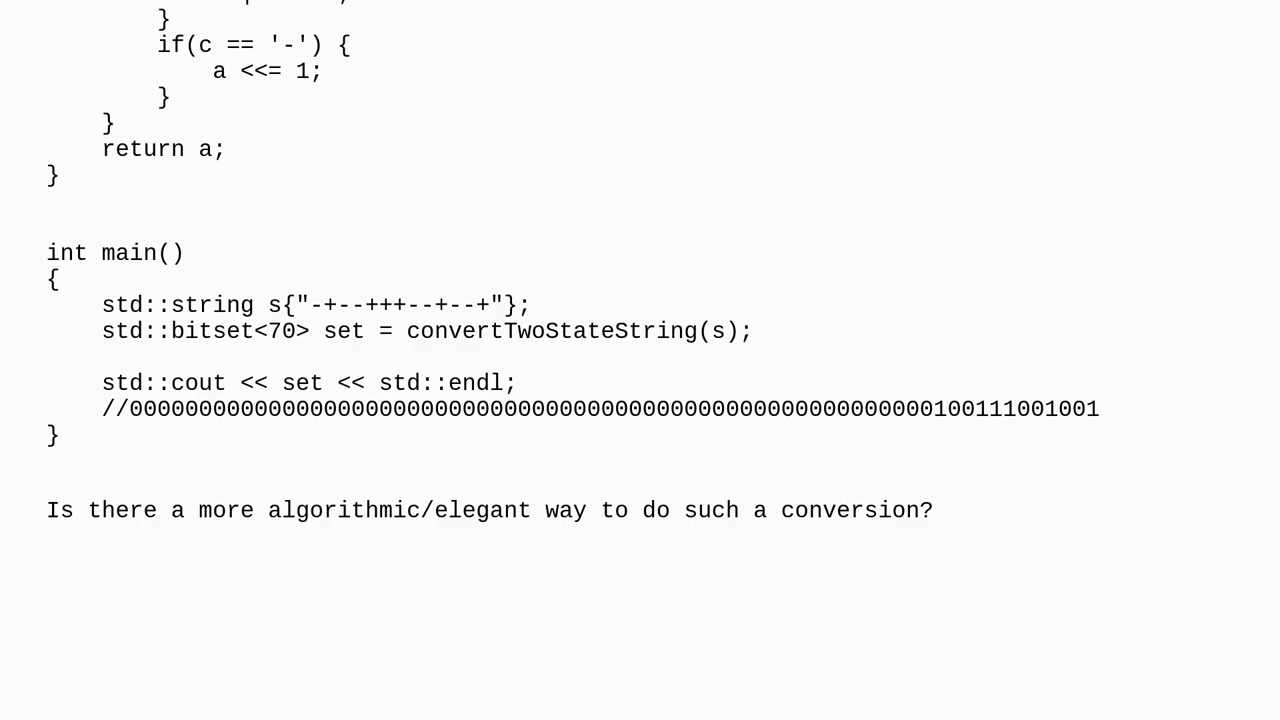 }
if(c == '-') {
a <<= 1;
}
}
return a;
}
int main()
{
std::string s{"-+--+++--+--+"};
std::bitset<70> set = convertTwoStateString(s);
std::cout << set << std::endl;
//0000000000000000000000000000000000000000000000000000000000100111001001
}
Is there a more algorithmic/elegant way to do such a conversion?